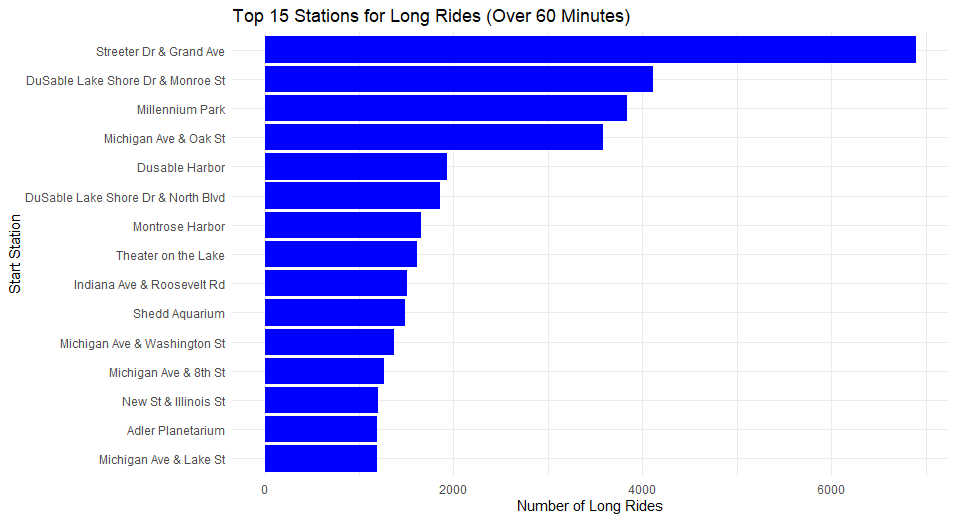 Top 15 Stations for Long Rides (Over 60 Minutes)
Start Station
Streeter Dr & Grand Ave
DuSable Lake Shore Dr & Monroe St
Millennium Park
Michigan Ave & Oak St
Dusable Harbor
DuSable Lake Shore Dr & North Blvd
Montrose Harbor
Theater on the Lake
Indiana Ave & Roosevelt Rd
Shedd Aquarium
Michigan Ave & Washington St
Michigan Ave & 8th St
New St & Illinois St
Adler Planetarium
Michigan Ave & Lake St
0 2000 4000 6000
Number of Long Rides